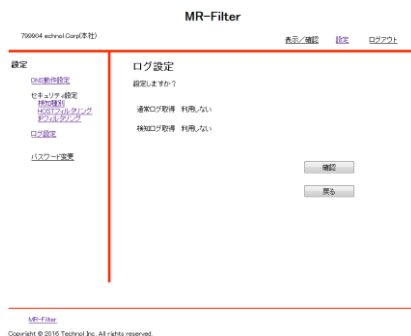 MR-Filter
799904 echnol Corp(本社)
表示／確認 設定 ログアウト
設定
DNS動作設定
セキュリティ設定
検知種別
HOSTフィルタリング
IPフィルタリング
ログ設定
パスワード変更
ログ設定
設定しますか？
通常ログ取得 利用しない
検知ログ取得 利用しない
確認
戻る
MR-Filter
Copyright © 2016 Technol Inc. All rights reserved.